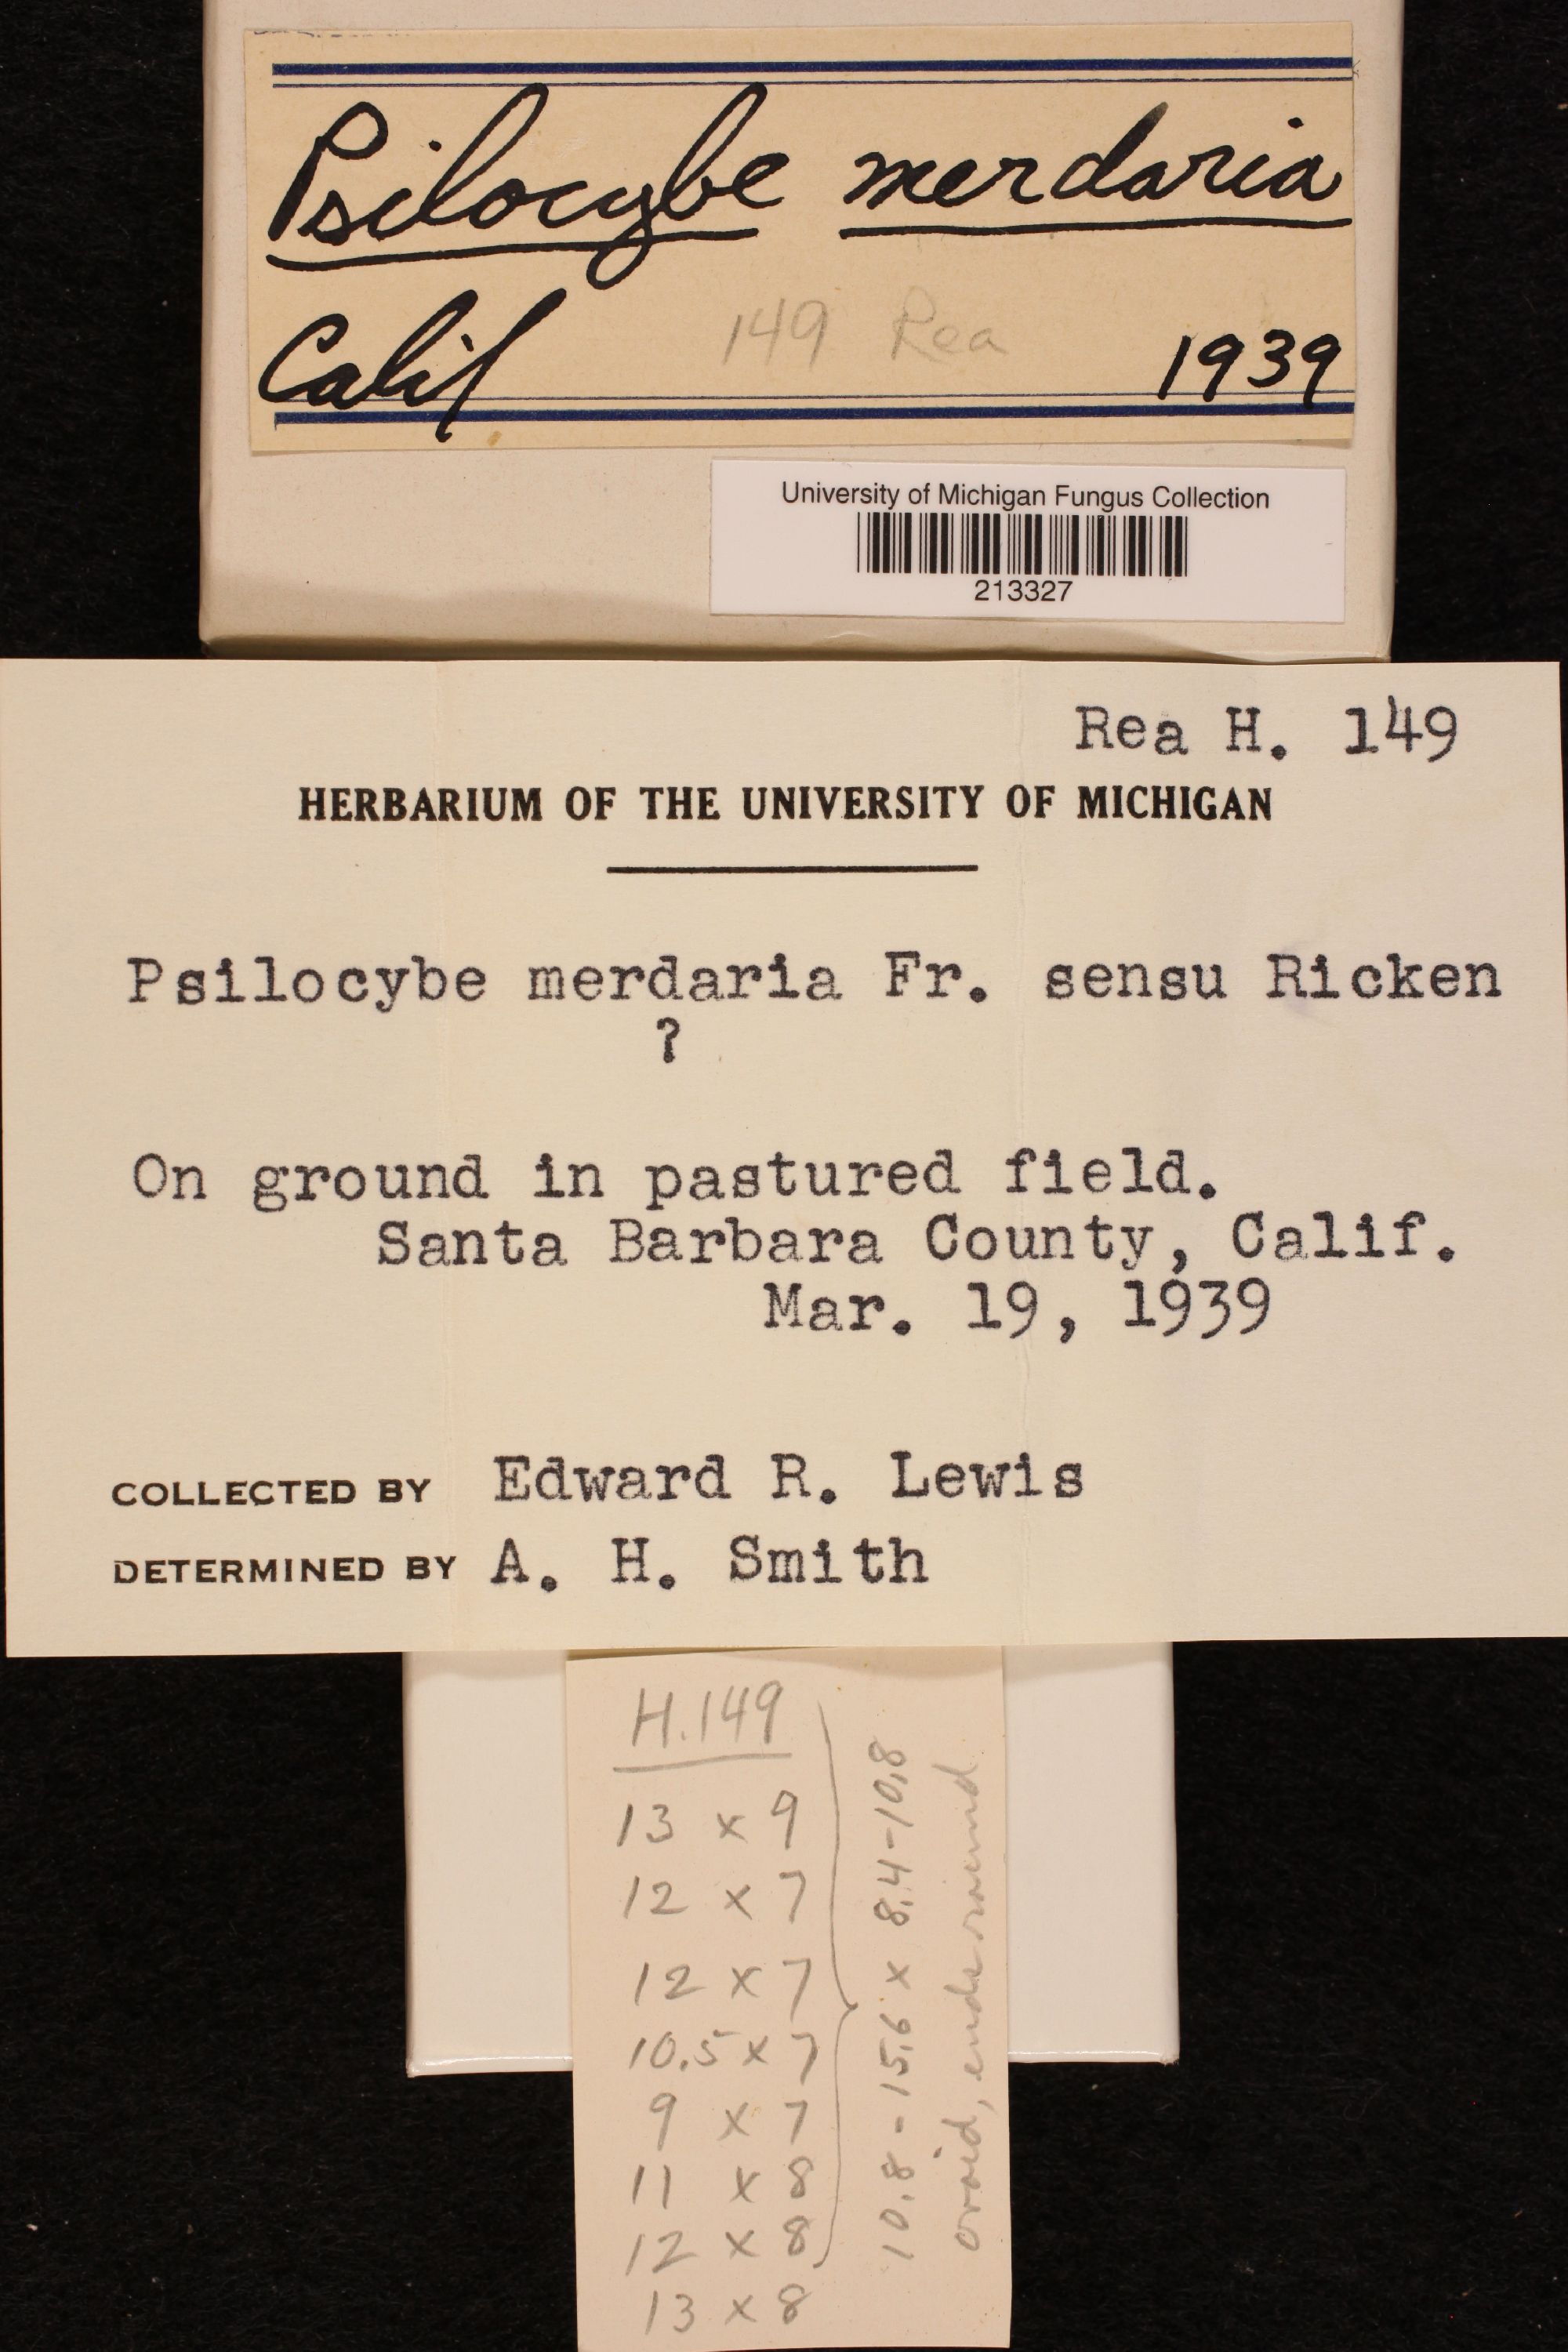 Psilocybe merdaria
Calif 149 Rea 1939
University of Michigan Fungus Collection
213327
Rea H. 149
HERBARIUM OF THE UNIVERSITY OF MICHIGAN
Psilocybe merdaria Fr. sensu Ricken
?
On ground in pastured field.
Santa Barbara County, Calif.
Mar. 19, 1939
COLLECTED BY Edward R. Lewis
DETERMINED BY A. H. Smith
H.149
13 x 9
12 x 7
12 x 7
10.5 x 7
9 x 7
11 x 8
12 x 8
13 x 8
10.8 - 15.6 x 8.4-10.8
ovoid, ends round